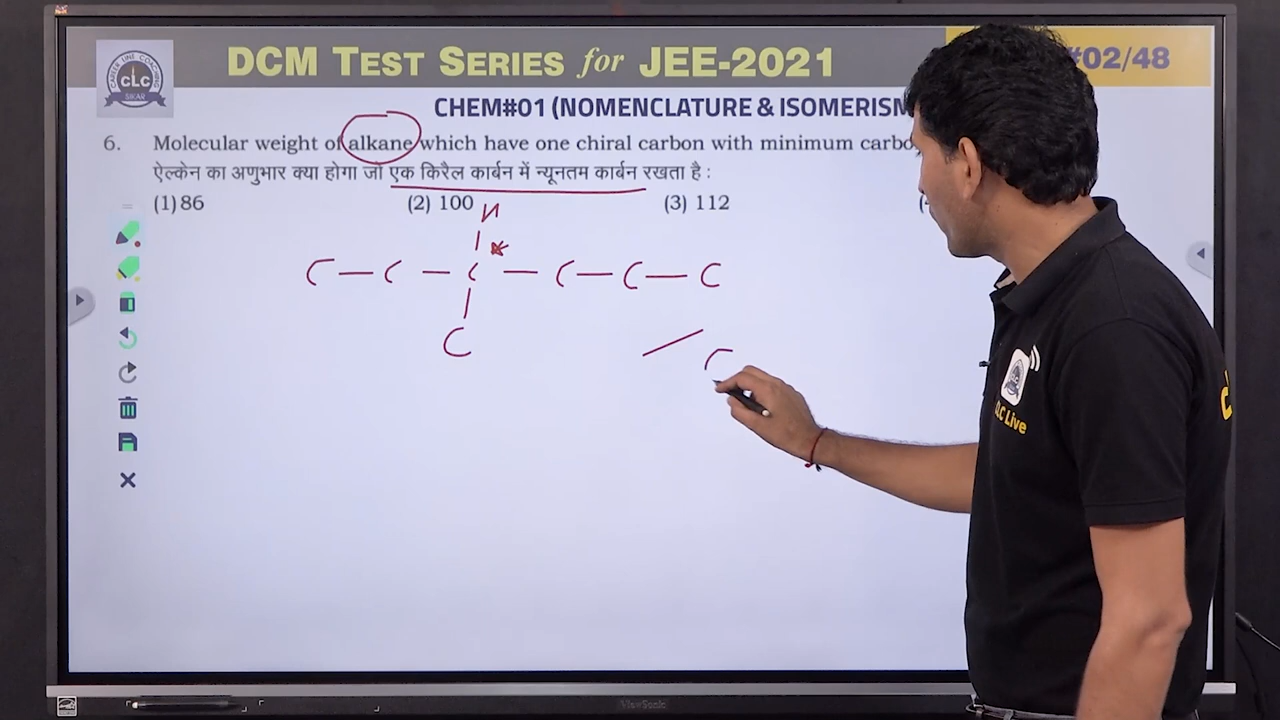 DCM TEST SERIES for JEE-2021
#02/48
CLC
SIKAR
CHEM#01 (NOMENCLATURE & ISOMERISM
6. Molecular weight of alkane which have one chiral carbon with minimum carbo
ऐल्केन का अणुभार क्या होगा जो एक किरैल कार्बन में न्यूनतम कार्बन रखता है :
(1) 86 (2) 100 (3) 112
H
C — C — C — C — C — C
C
C
CLC Live
ViewSonic